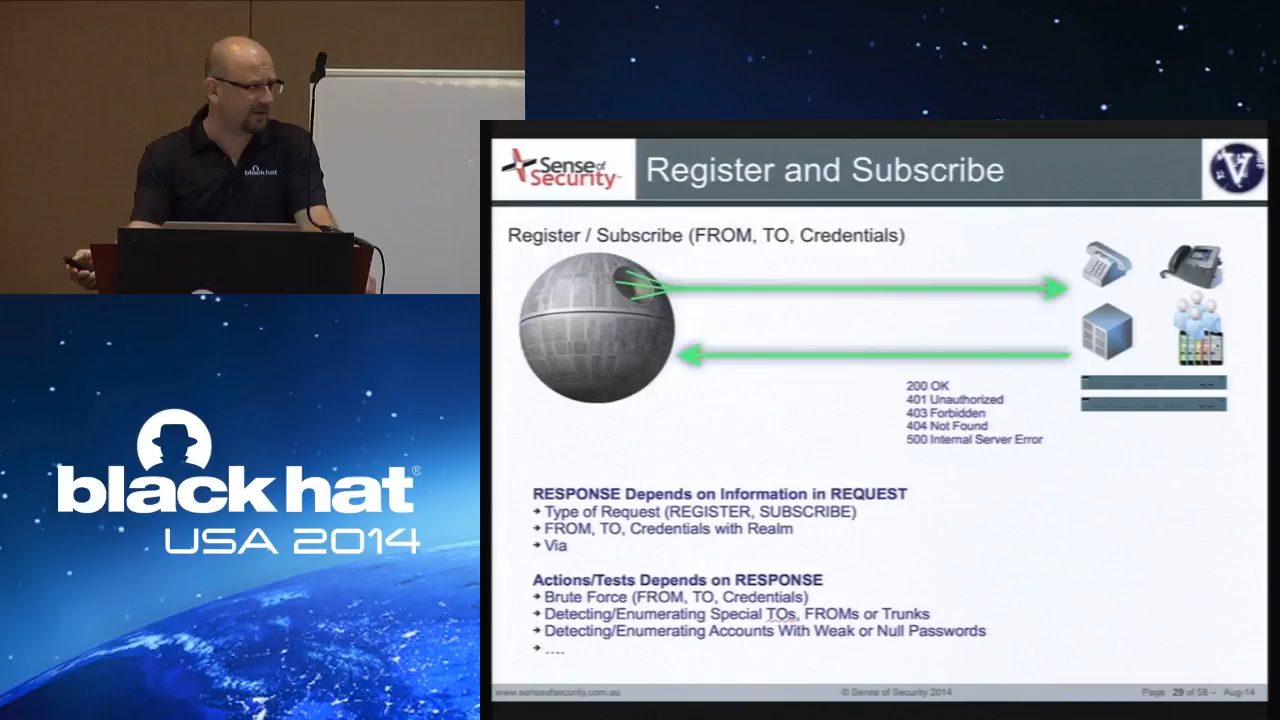 blackhat
Sense of
Security
Register and Subscribe
V
Register / Subscribe (FROM, TO, Credentials)
200 OK
401 Unauthorized
403 Forbidden
404 Not Found
500 Internal Server Error
RESPONSE Depends on Information in REQUEST
Type of Request (REGISTER, SUBSCRIBE)
FROM, TO, Credentials with Realm
Via
Actions/Tests Depends on RESPONSE
Brute Force (FROM, TO, Credentials)
Detecting/Enumerating Special TOs, FROMs or Trunks
Detecting/Enumerating Accounts With Weak or Null Passwords
....
www.senseofsecurity.com.au
© Sense of Security 2014
Page 29 of 58 – Aug-14
black hat®
USA 2014